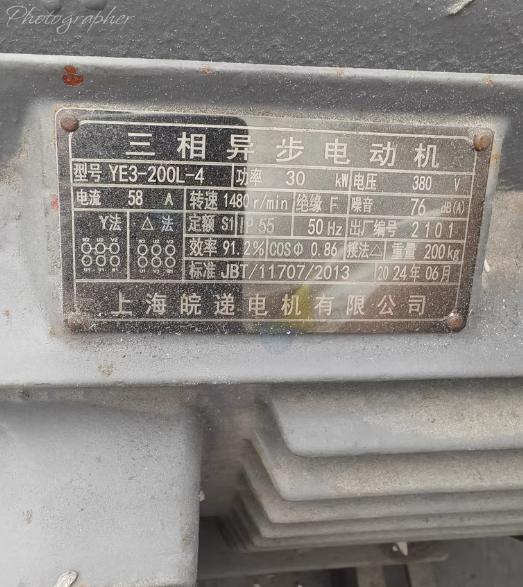 Photographer
三相异步电动机
型号 YE3-200L-4 功率 30 kW 电压 380 V
电流 58 A 转速 1480 r/min 绝缘 F 噪音 76 dB(A)
Y法 △法 定额 S1 IP 55 50 Hz 出厂编号 2101
效率 91.2% COSΦ 0.86 接法△ 重量 200kg
标准 JBT/11707/2013 2024年06月
上海皖递电机有限公司